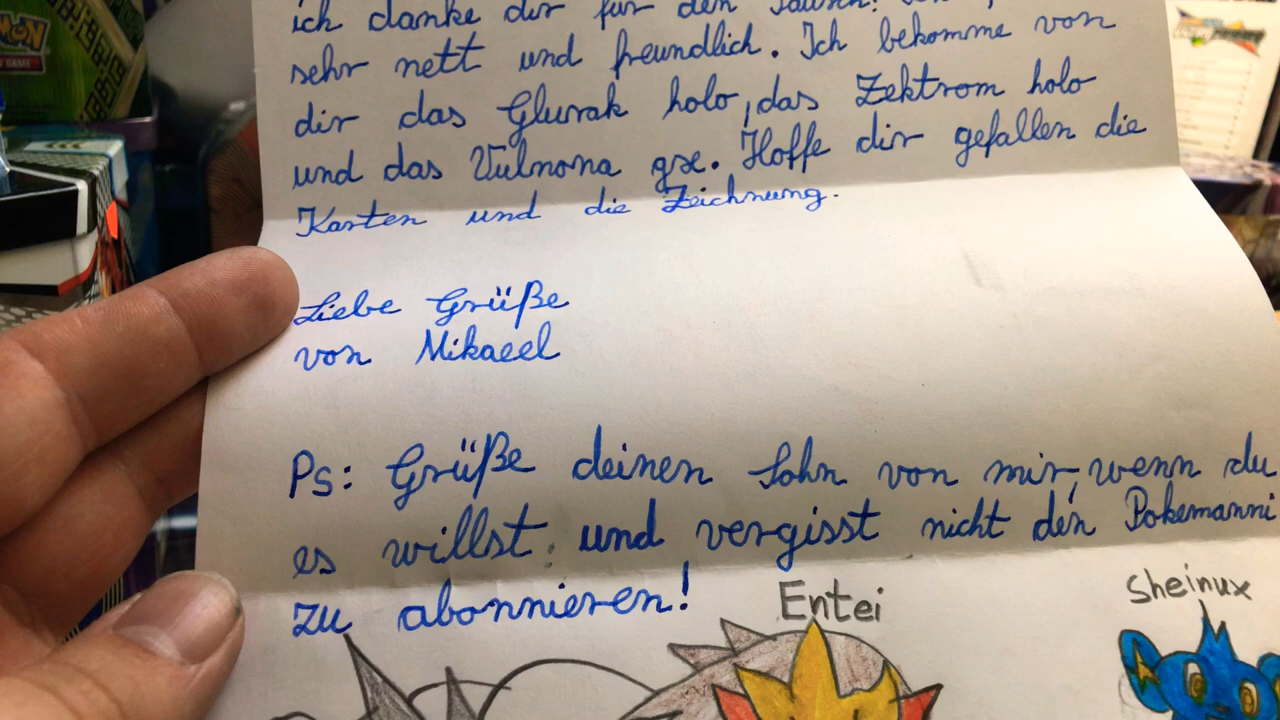 ich danke dir für den
sehr nett und freundlich. Ich bekomme von
dir das Glurak holo, das Zektrom holo
und das Vulnona gse. Hoffe dir gefallen die
Karten und die Zeichnung.
Liebe Grüße
von Mikaeel
Ps: Grüße deinen Sohn von mir, wenn du
es willst und vergisst nicht den Pokemanni
zu abonnieren!
Entei
Sheinux